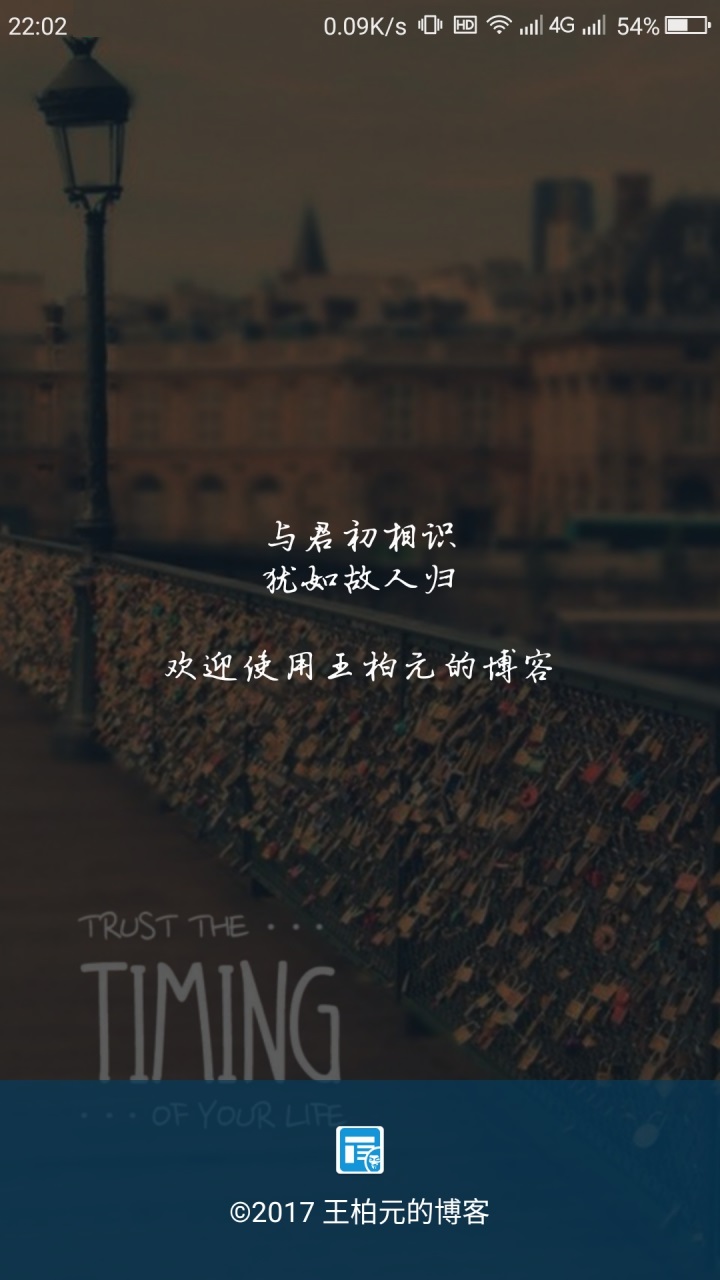 22:02 0.09K/s HD 4G 54%
与君初相识
犹如故人归
欢迎使用王柏元的博客
TRUST THE ···
TIMING
··· OF YOUR LIFE
©2017 王柏元的博客